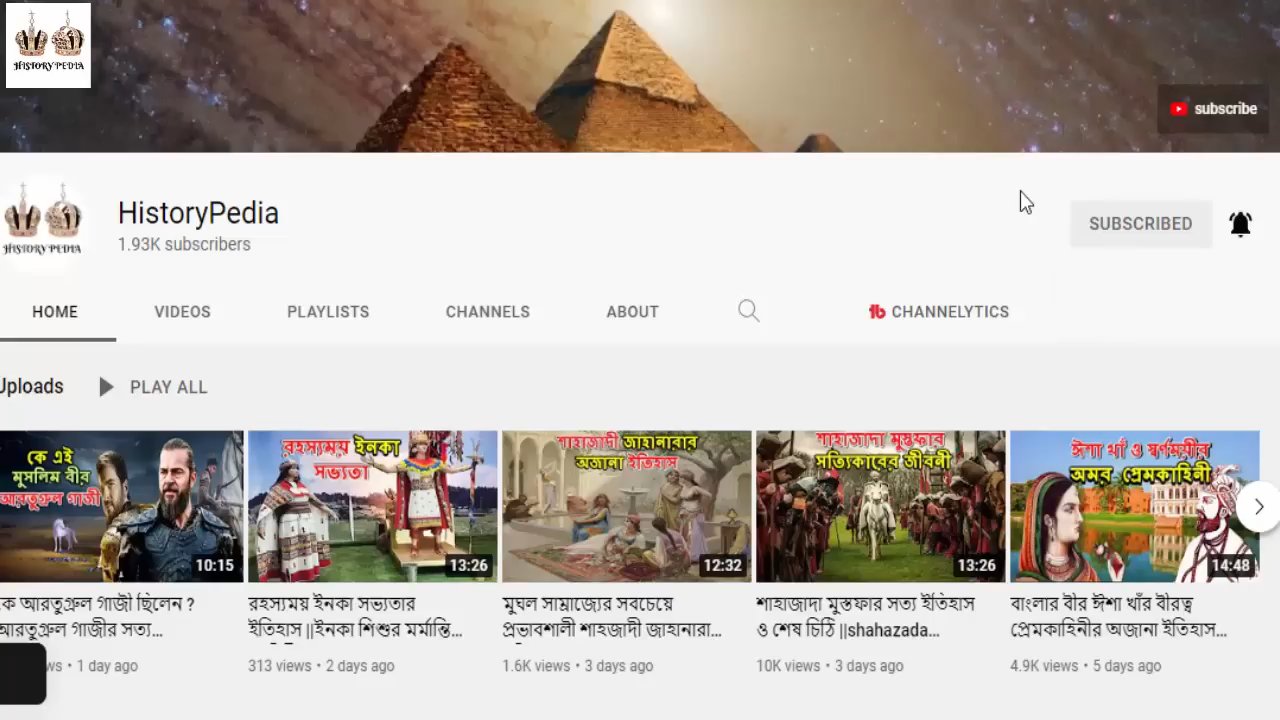 HISTORY PEDIA
subscribe
HistoryPedia
1.93K subscribers
SUBSCRIBED
HISTORY PEDIA
HOME VIDEOS PLAYLISTS CHANNELS ABOUT CHANNELYTICS
Uploads PLAY ALL
কে এই
মুসলিম বীর
আরতুগ্রুল গাজী
10:15
রহস্যময় ইনকা
সভ্যতা
13:26
শাহাজাদী জাহানারার
অজানা ইতিহাস
12:32
শাহাজাদা মুস্তফার
সত্যিকারের জীবনী
13:26
ঈশা খাঁ ও স্বর্ণময়ীর
অমর প্রেমকাহিনী
14:48
কে আরতুগ্রুল গাজী ছিলেন ?
আরতুগ্রুল গাজীর সত্য...
ws • 1 day ago
রহস্যময় ইনকা সভ্যতার
ইতিহাস ||ইনকা শিশুর মর্মান্তি...
313 views • 2 days ago
মুঘল সাম্রাজ্যের সবচেয়ে
প্রভাবশালী শাহজাদী জাহানারা...
1.6K views • 3 days ago
শাহাজাদা মুস্তফার সত্য ইতিহাস
ও শেষ চিঠি ||shahazada...
10K views • 3 days ago
বাংলার বীর ঈশা খাঁর বীরত্ব
প্রেমকাহিনীর অজানা ইতিহাস...
4.9K views • 5 days ago